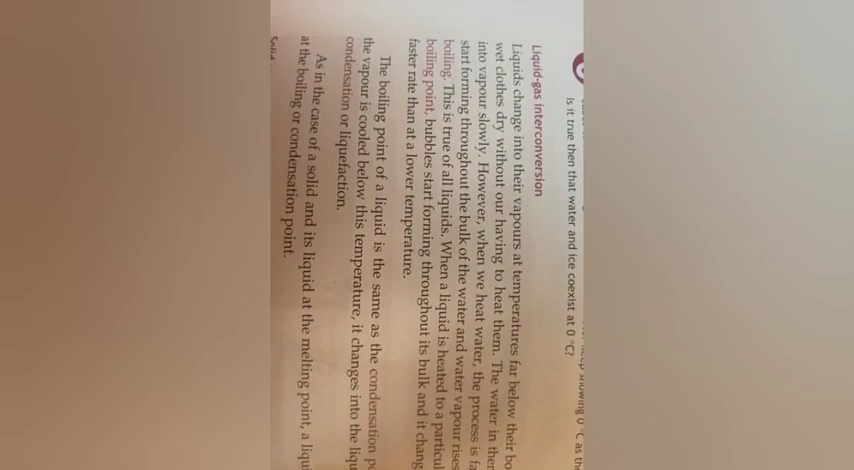 keep showing 0 °C as the
Is it true then that water and ice coexist at 0 °C?
Liquid-gas interconversion
Liquids change into their vapours at temperatures far below their bo
wet clothes dry without our having to heat them. The water in ther
into vapour slowly. However, when we heat water, the process is fa
start forming throughout the bulk of the water and water vapour rises
boiling. This is true of all liquids. When a liquid is heated to a particul
boiling point, bubbles start forming throughout its bulk and it chang
faster rate than at a lower temperature.
The boiling point of a liquid is the same as the condensation po
the vapour is cooled below this temperature, it changes into the liqu
condensation or liquefaction.
As in the case of a solid and its liquid at the melting point, a liqui
at the boiling or condensation point.